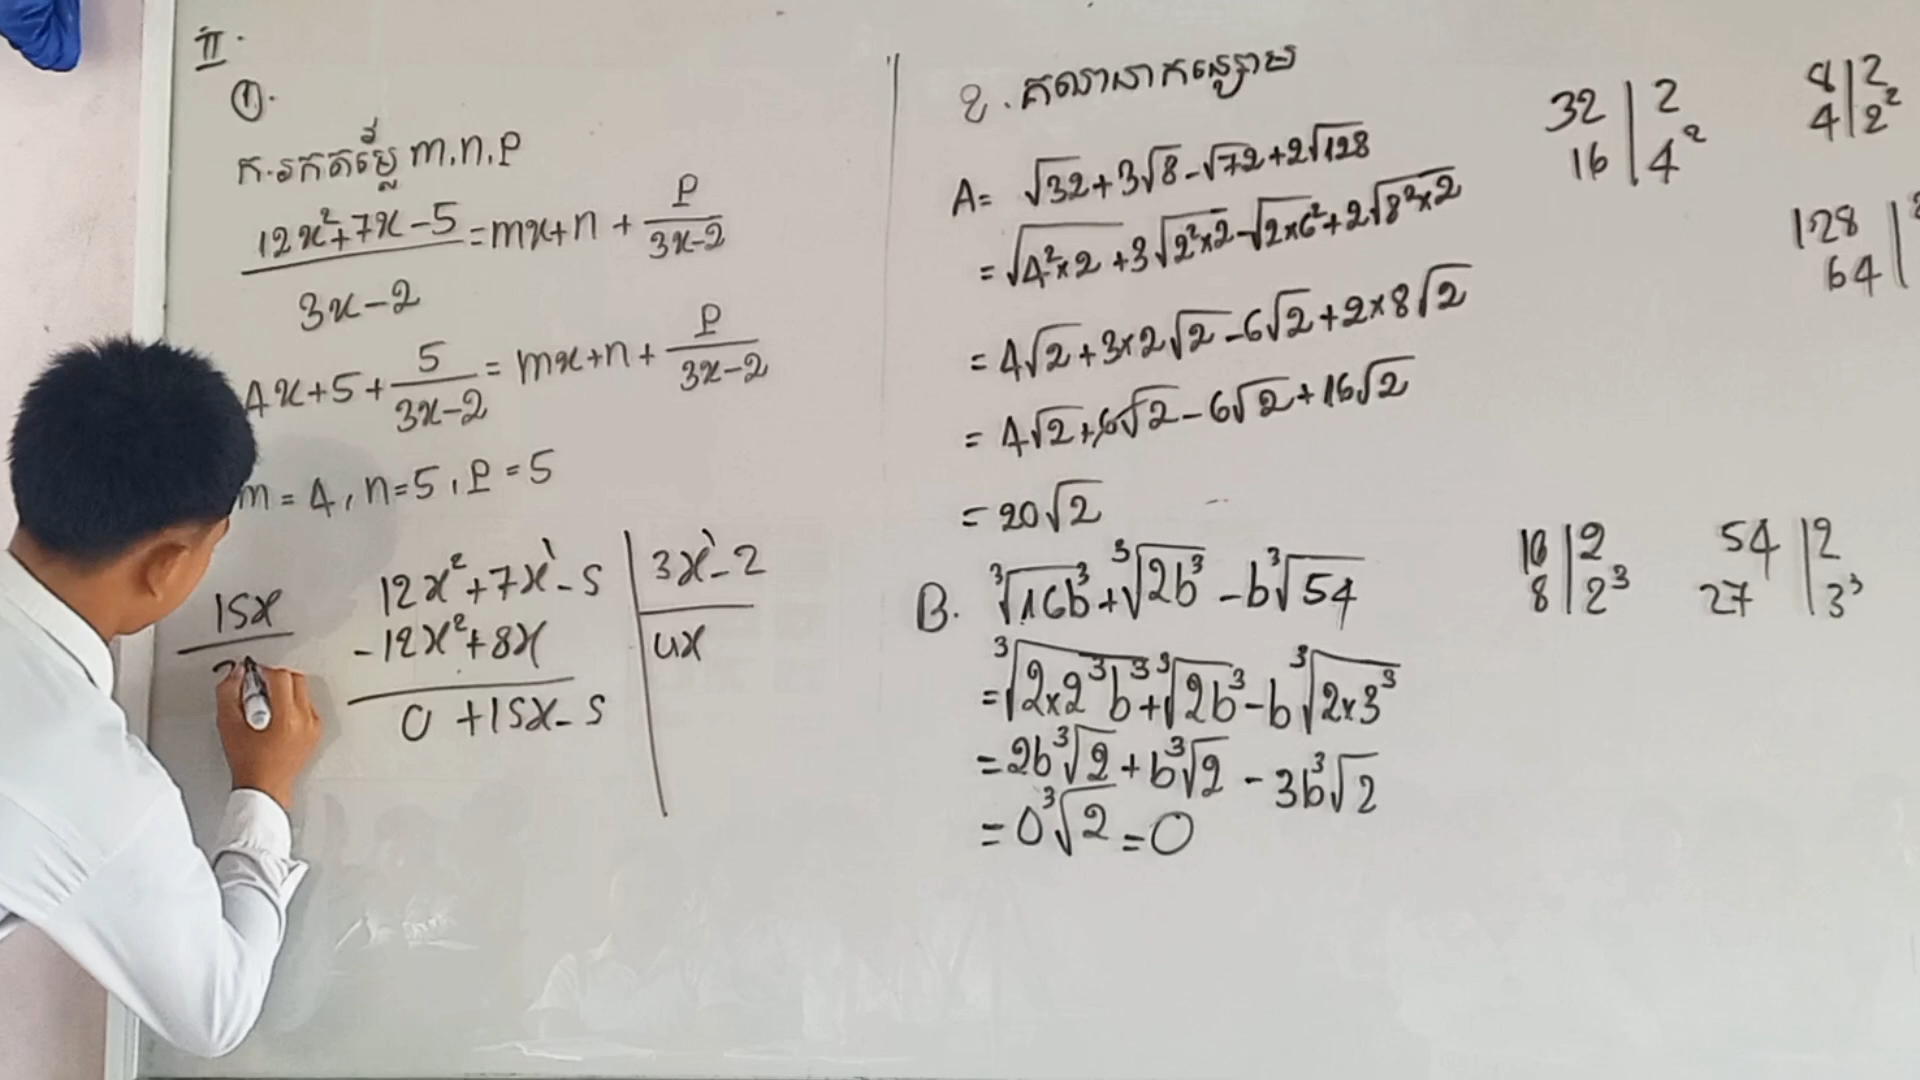 II.
①.
ក.រកតម្លៃ m.n.p
12x²+7x-5 / 3x-2 = mx+n + P / 3x-2
4x+5+ 5 / 3x-2 = mx+n+ P / 3x-2
m = 4, n=5, P = 5
12x²+7x-5 | 3x-2
-12x²+8x | 4x
0 +15x-5
15x
ខ.គណនាកន្សោម
A= √32+3√8-√72+2√128
=√4²×2+3√2²×2-√2×6²+2√8²×2
= 4√2+3×2√2-6√2+2×8√2
= 4√2+6√2-6√2+16√2
= 20√2
B. ∛16b³+∛2b³-b∛54
=∛2×2³b³+∛2b³-b∛2×3³
=2b∛2+b∛2-3b∛2
=0∛2=0
32 | 2
16 | 4²
8 | 2
4 | 2²
128 |
64 |
16 | 2
8 | 2³
54 | 2
27 | 3³